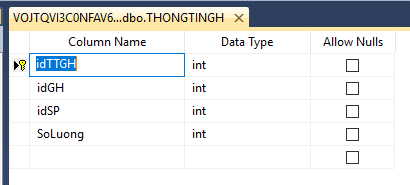 VOJTQVI3C0NFAV6...dbo.THONGTINGH
Column Name Data Type Allow Nulls
idTTGH int
idGH int
idSP int
SoLuong int